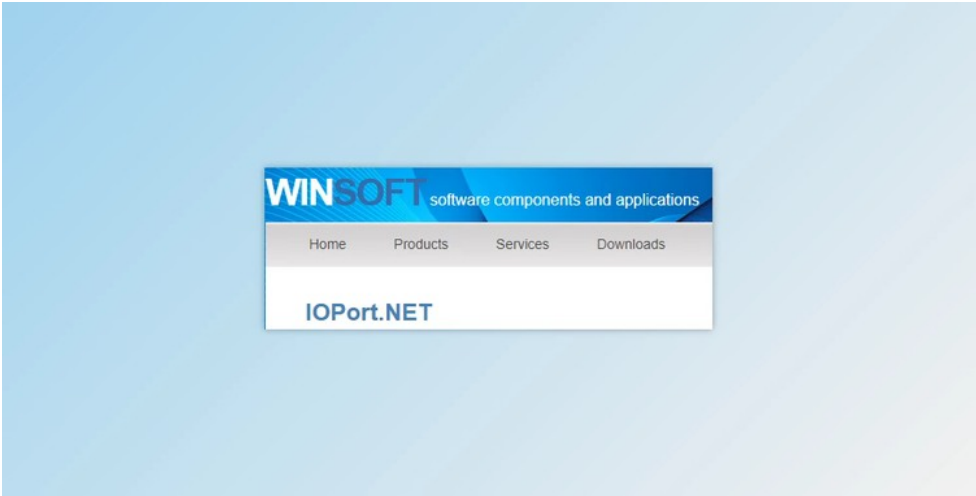 WINSOFT software components and applications
Home Products Services Downloads
IOPort.NET